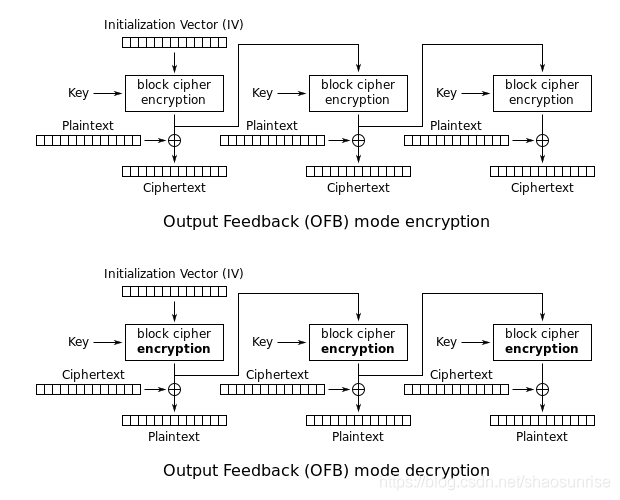 Initialization Vector (IV)
Key
block cipher
encryption
Key
block cipher
encryption
Key
block cipher
encryption
Plaintext
Plaintext
Plaintext
Ciphertext
Ciphertext
Ciphertext
Output Feedback (OFB) mode encryption
Initialization Vector (IV)
Key
block cipher
encryption
Key
block cipher
encryption
Key
block cipher
encryption
Ciphertext
Ciphertext
Ciphertext
Plaintext
Plaintext
Plaintext
Output Feedback (OFB) mode decryption
https://blog.csdn.net/shaosunrise